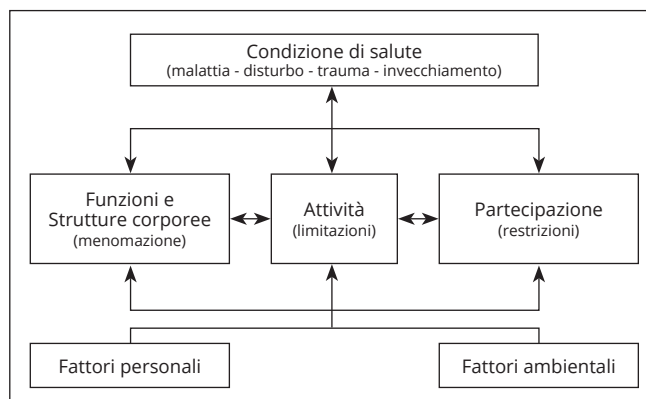 Condizione di salute
(malattia - disturbo - trauma - invecchiamento)
Funzioni e
Strutture corporee
(menomazione)
Attività
(limitazioni)
Partecipazione
(restrizioni)
Fattori personali
Fattori ambientali